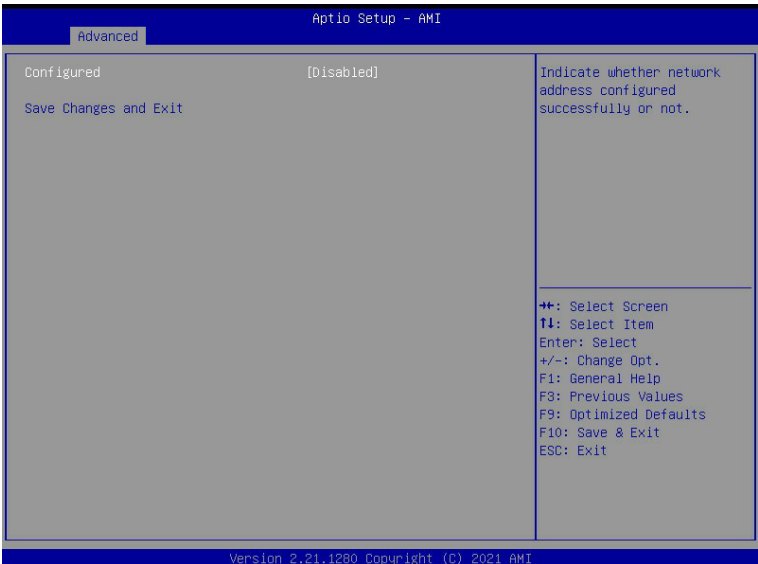 Aptio Setup – AMI
Advanced
Configured [Disabled]
Save Changes and Exit
Indicate whether network
address configured
successfully or not.
→←: Select Screen
↑↓: Select Item
Enter: Select
+/-: Change Opt.
F1: General Help
F3: Previous Values
F9: Optimized Defaults
F10: Save & Exit
ESC: Exit
Version 2.21.1280 Copyright (C) 2021 AMI